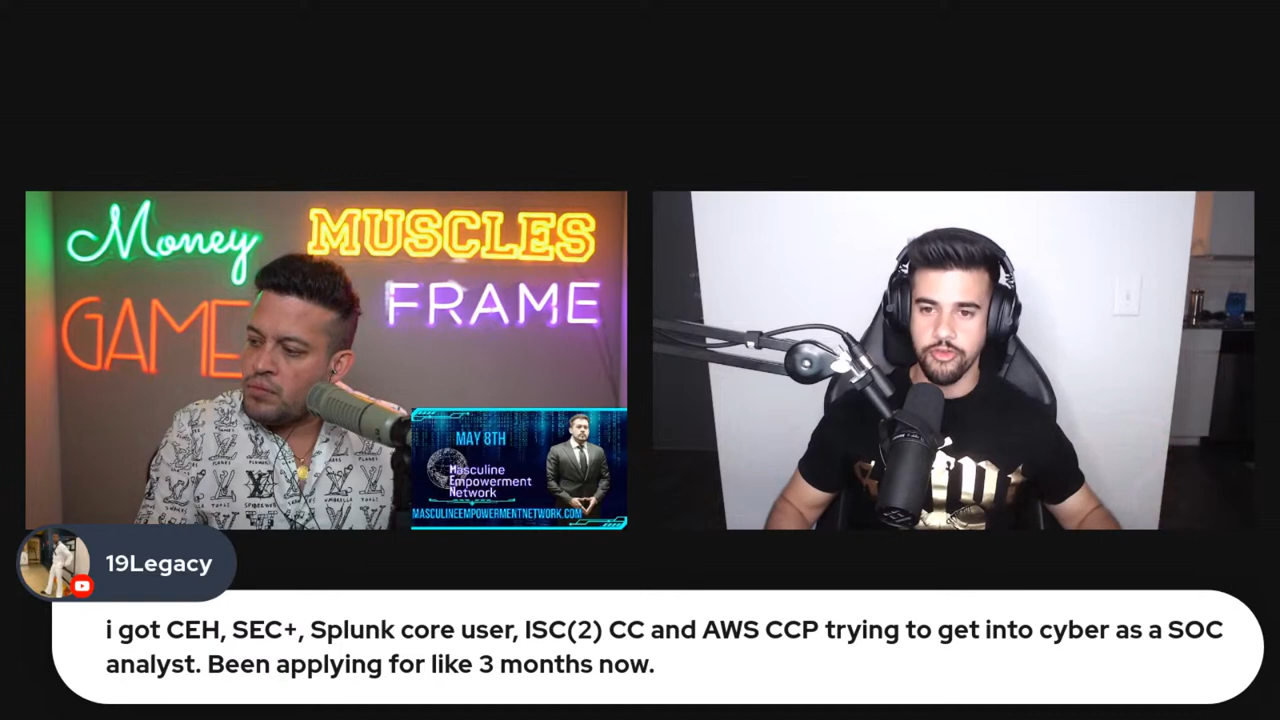 Money
MUSCLES
GAME
FRAME
MAY 8TH
Masculine
Empowerment
Network
MASCULINEEMPOWERMENTNETWORK.COM
19Legacy
i got CEH, SEC+, Splunk core user, ISC(2) CC and AWS CCP trying to get into cyber as a SOC
analyst. Been applying for like 3 months now.